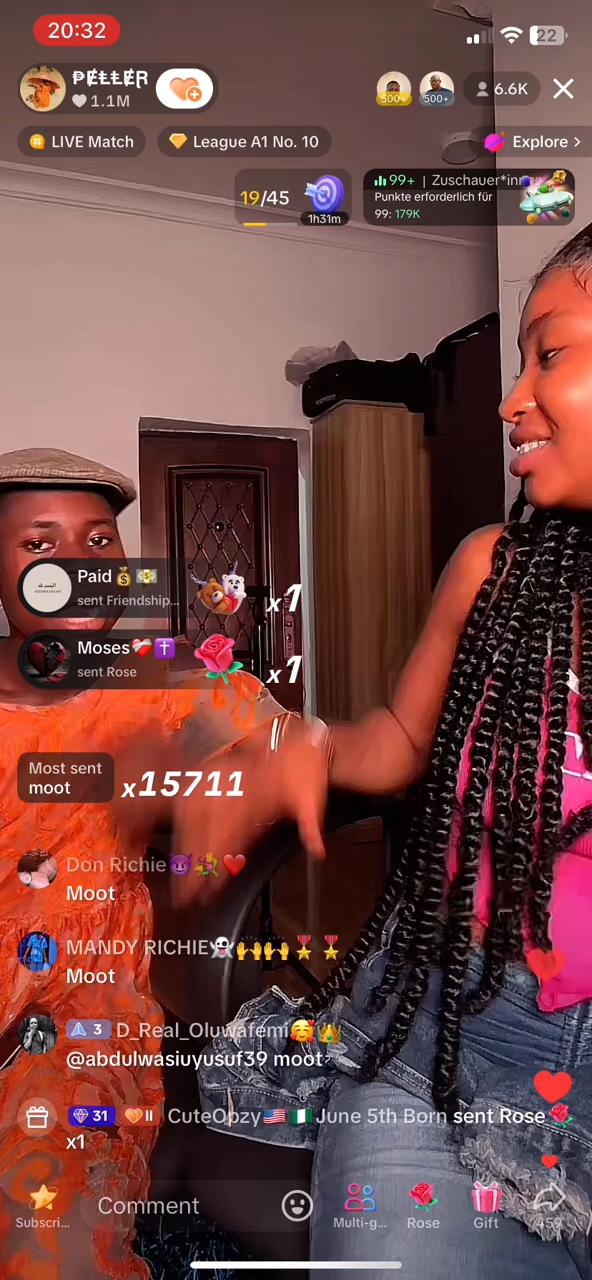 20:32
22
₱ɆⱠⱠɆⱤ
1.1M
500+
500+
6.6K
LIVE Match
League A1 No. 10
Explore >
19/45
1h31m
99+ | Zuschauer*innen
Punkte erforderlich für
99: 179K
Paid💰💵
sent Friendship...
x1
Moses❤️‍🩹✝️
sent Rose
x1
Most sent
moot
x15711
Don Richie😈💐❤️
Moot
MANDY RICHIE👻🙌🙌🙌🎖️🎖️
Moot
3 D_Real_Oluwafemi🥰👑
@abdulwasiuyusuf39 moot
31 II CuteOpzy🇺🇸🇳🇬June 5th Born sent Rose🌹
x1
Subscri...
Comment
Multi-g...
Rose
Gift
459